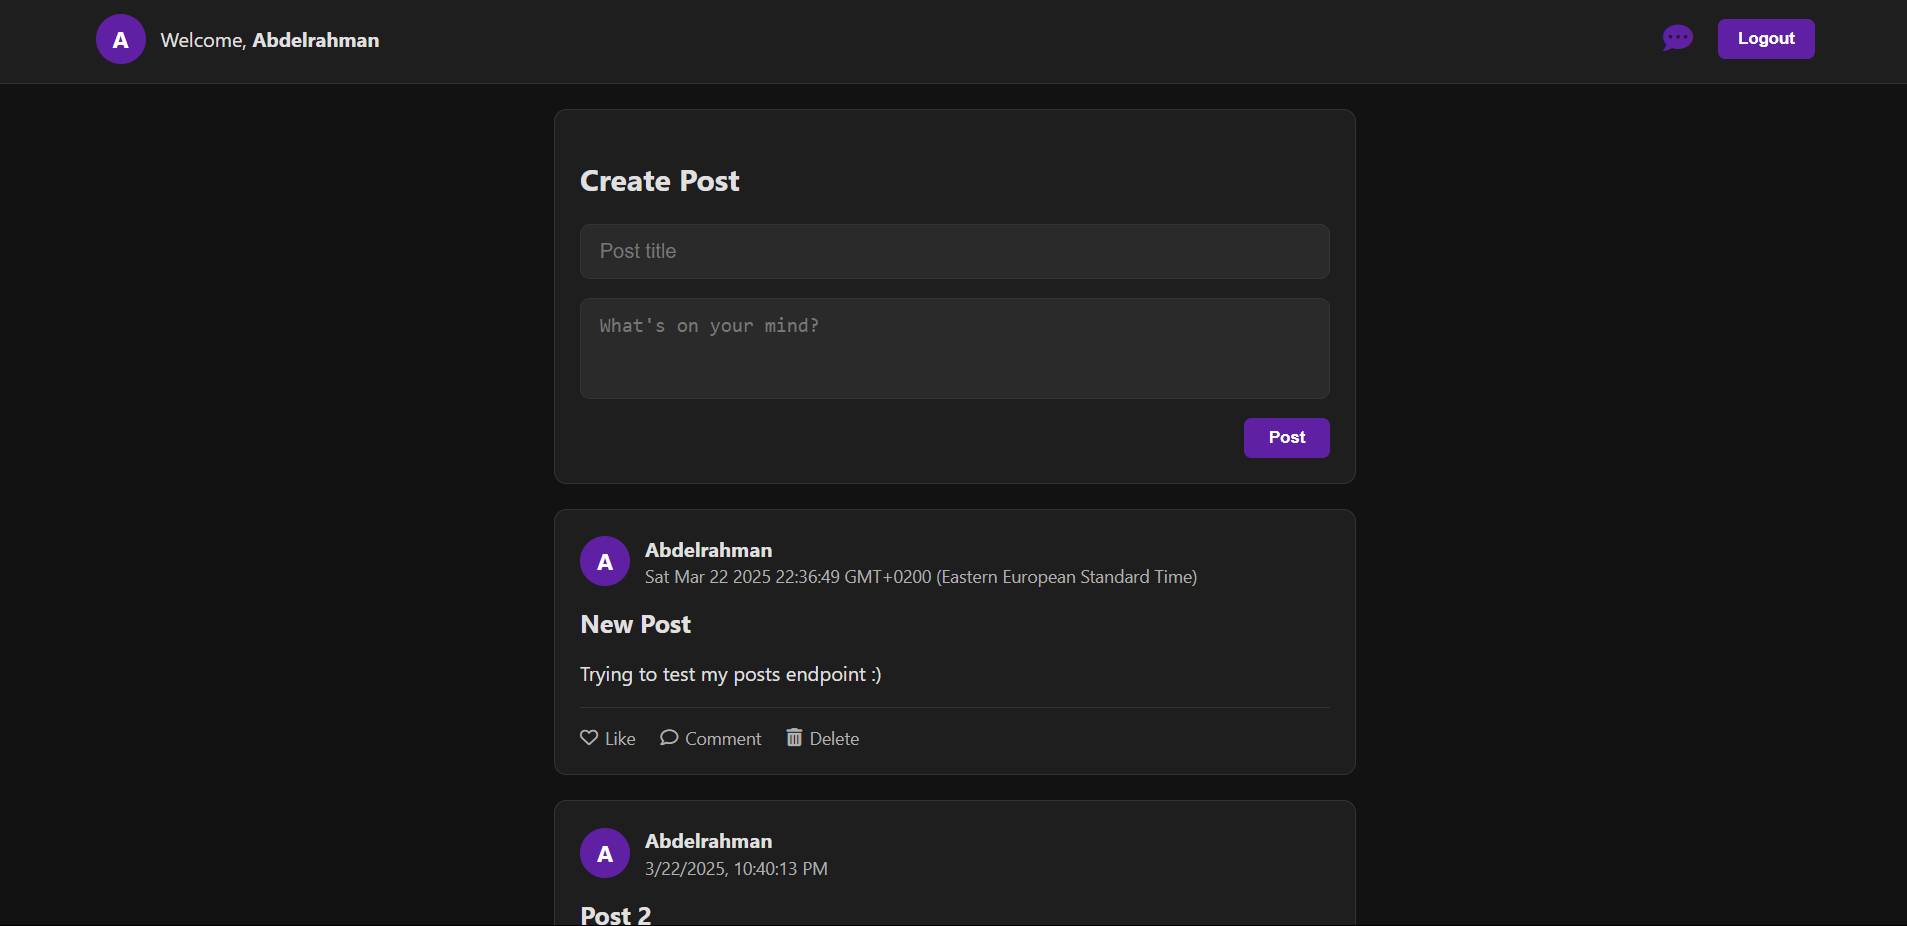 A Welcome, Abdelrahman
Logout
Create Post
Post title
What's on your mind?
Post
A
Abdelrahman
Sat Mar 22 2025 22:36:49 GMT+0200 (Eastern European Standard Time)
New Post
Trying to test my posts endpoint :)
Like Comment Delete
A
Abdelrahman
3/22/2025, 10:40:13 PM
Post 2